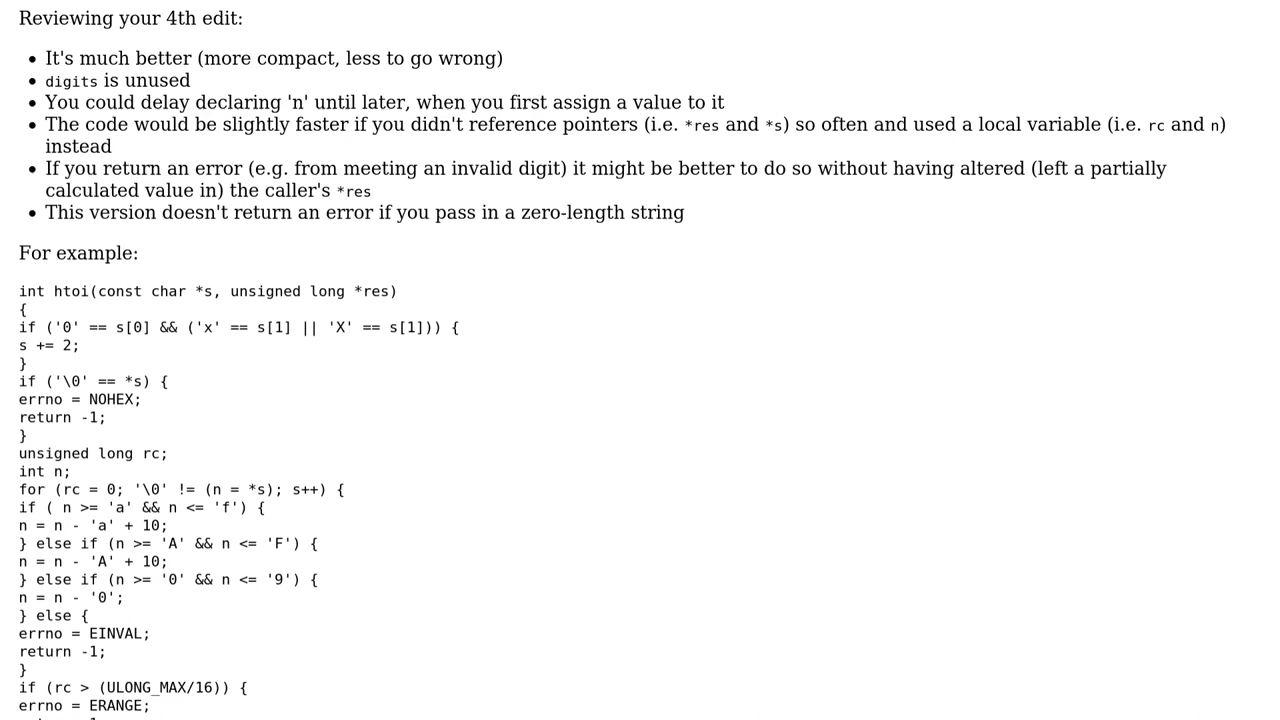 Reviewing your 4th edit:
• It's much better (more compact, less to go wrong)
• digits is unused
• You could delay declaring 'n' until later, when you first assign a value to it
• The code would be slightly faster if you didn't reference pointers (i.e. *res and *s) so often and used a local variable (i.e. rc and n)
instead
• If you return an error (e.g. from meeting an invalid digit) it might be better to do so without having altered (left a partially
calculated value in) the caller's *res
• This version doesn't return an error if you pass in a zero-length string
For example:
int htoi(const char *s, unsigned long *res)
{
if ('0' == s[0] && ('x' == s[1] || 'X' == s[1])) {
s += 2;
}
if ('\0' == *s) {
errno = NOHEX;
return -1;
}
unsigned long rc;
int n;
for (rc = 0; '\0' != (n = *s); s++) {
if ( n >= 'a' && n <= 'f') {
n = n - 'a' + 10;
} else if (n >= 'A' && n <= 'F') {
n = n - 'A' + 10;
} else if (n >= '0' && n <= '9') {
n = n - '0';
} else {
errno = EINVAL;
return -1;
}
if (rc > (ULONG_MAX/16)) {
errno = ERANGE;